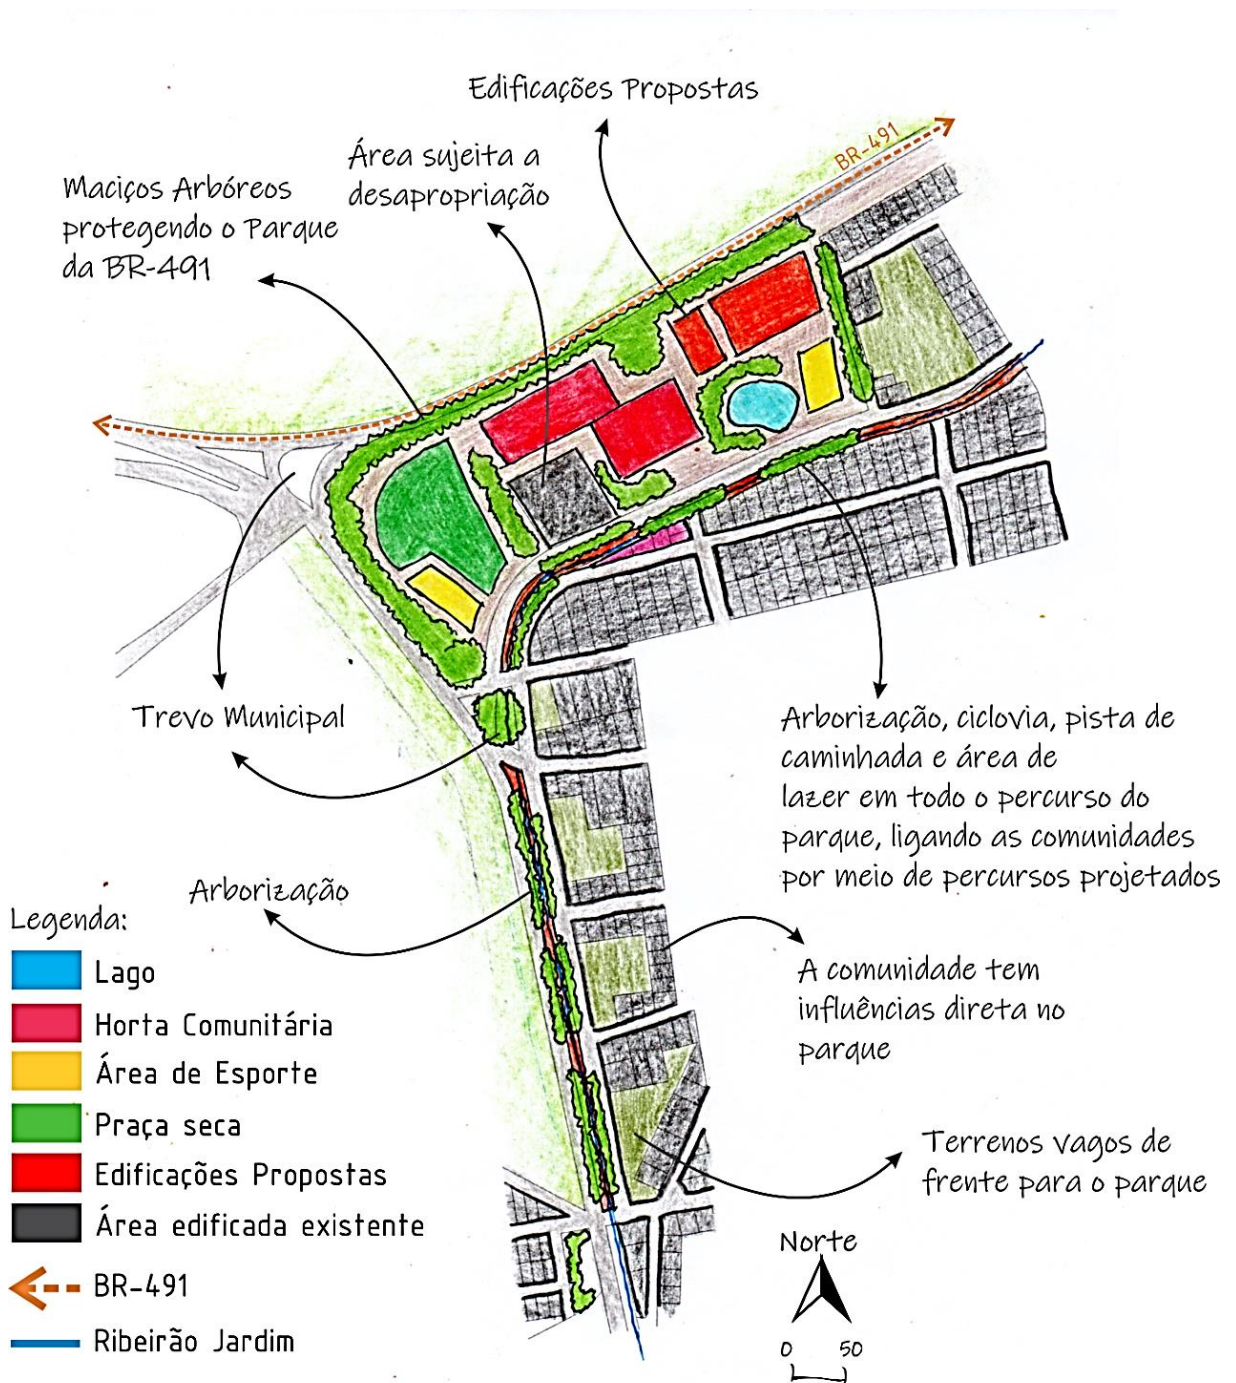 Edificações Propostas
BR-491
Área sujeita a
desapropriação
Maciços Arbóreos
protegendo o Parque
da BR-491
Trevo Municipal
Arborização, ciclovia, pista de
caminhada e área de
lazer em todo o percurso do
parque, ligando as comunidades
por meio de percursos projetados
Arborização
A comunidade tem
influências direta no
parque
Terrenos vagos de
frente para o parque
Legenda:
Lago
Horta Comunitária
Área de Esporte
Praça seca
Edificações Propostas
Área edificada existente
BR-491
Ribeirão Jardim
Norte
0 50